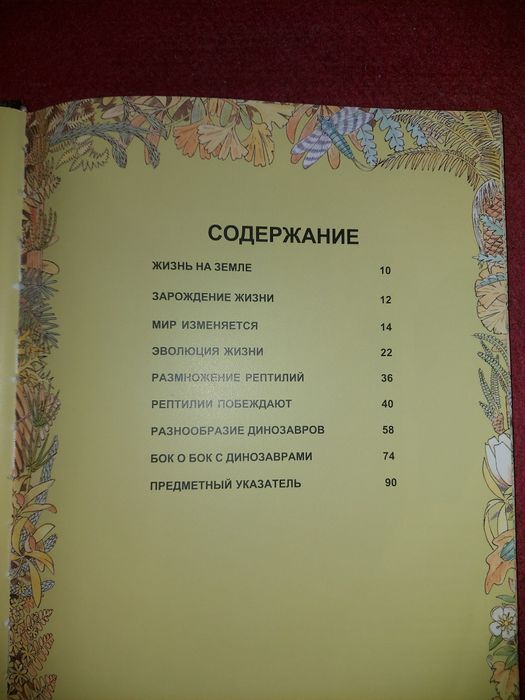 СОДЕРЖАНИЕ
ЖИЗНЬ НА ЗЕМЛЕ 10
ЗАРОЖДЕНИЕ ЖИЗНИ 12
МИР ИЗМЕНЯЕТСЯ 14
ЭВОЛЮЦИЯ ЖИЗНИ 22
РАЗМНОЖЕНИЕ РЕПТИЛИЙ 36
РЕПТИЛИИ ПОБЕЖДАЮТ 40
РАЗНООБРАЗИЕ ДИНОЗАВРОВ 58
БОК О БОК С ДИНОЗАВРАМИ 74
ПРЕДМЕТНЫЙ УКАЗАТЕЛЬ 90